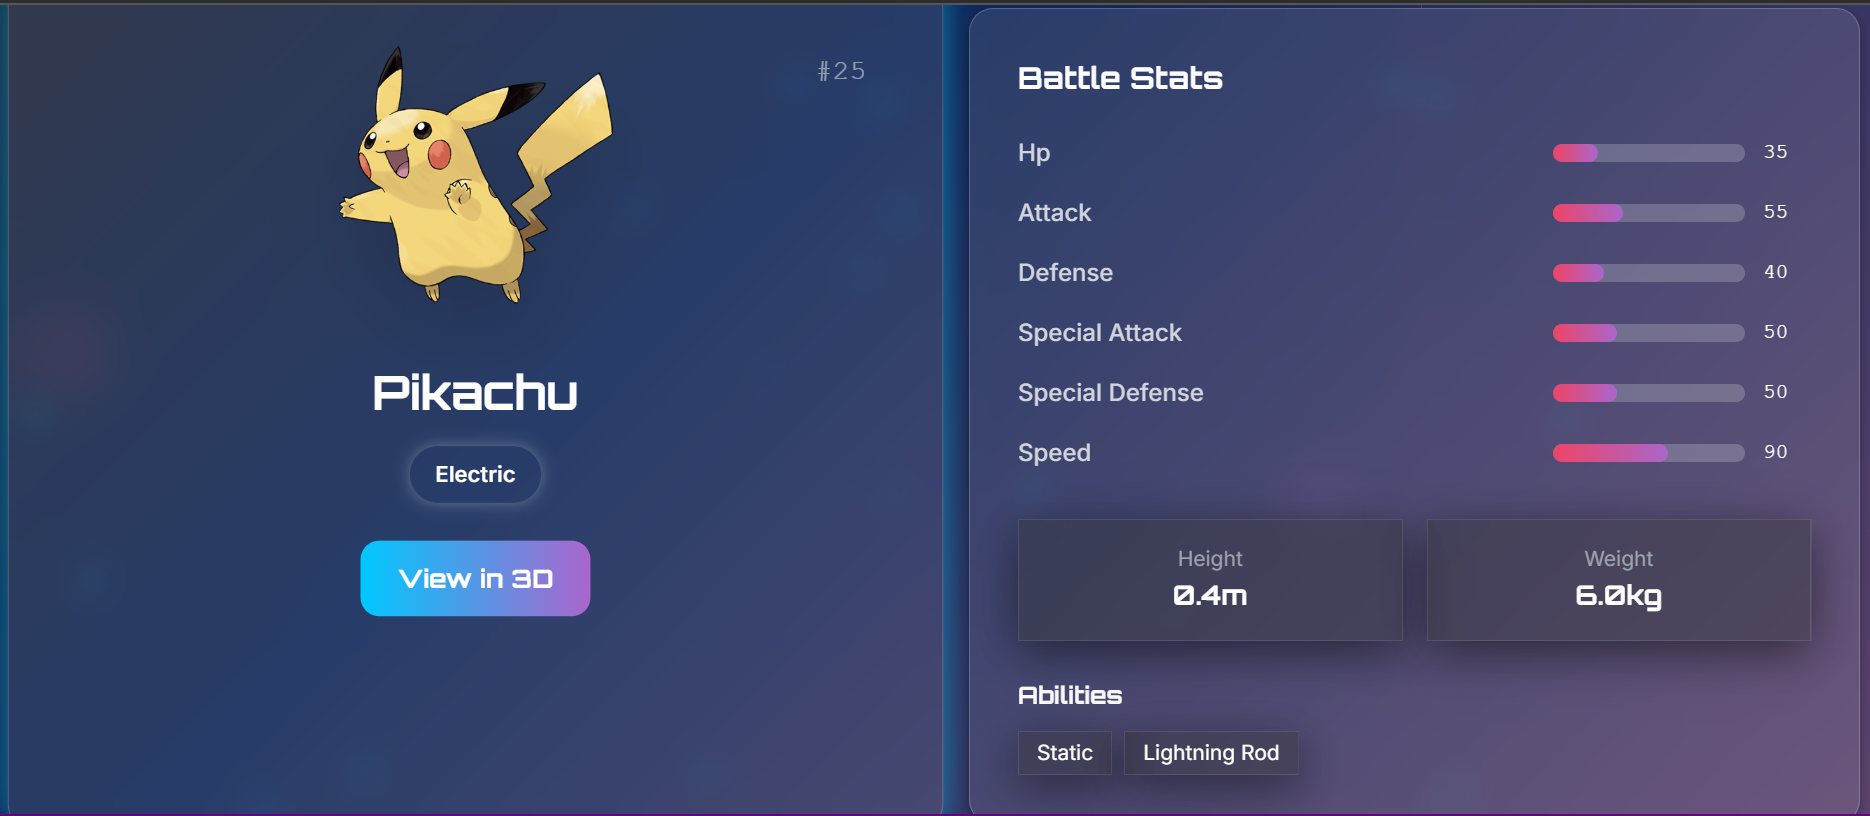 #25
Pikachu
Electric
View in 3D
Battle Stats
Hp 35
Attack 55
Defense 40
Special Attack 50
Special Defense 50
Speed 90
Height
0.4m
Weight
6.0kg
Abilities
Static Lightning Rod